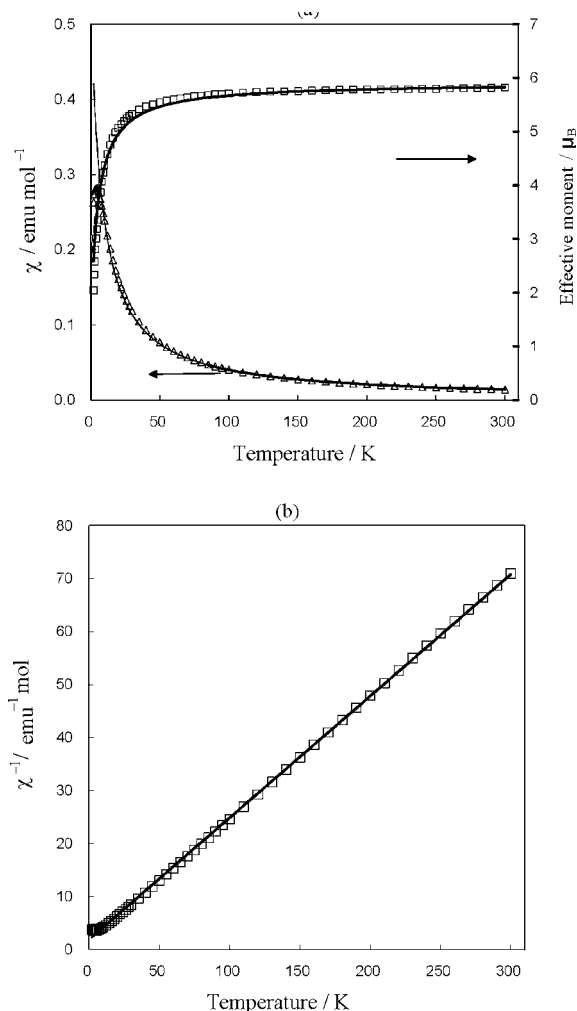 (a)
0.5
0.4
0.3
0.2
0.1
0.0
χ / emu mol⁻¹
7
6
5
4
3
2
1
0
Effective moment / μB
0 50 100 150 200 250 300
Temperature / K
(b)
80
70
60
50
40
30
20
10
0
χ⁻¹/ emu⁻¹ mol
0 50 100 150 200 250 300
Temperature / K